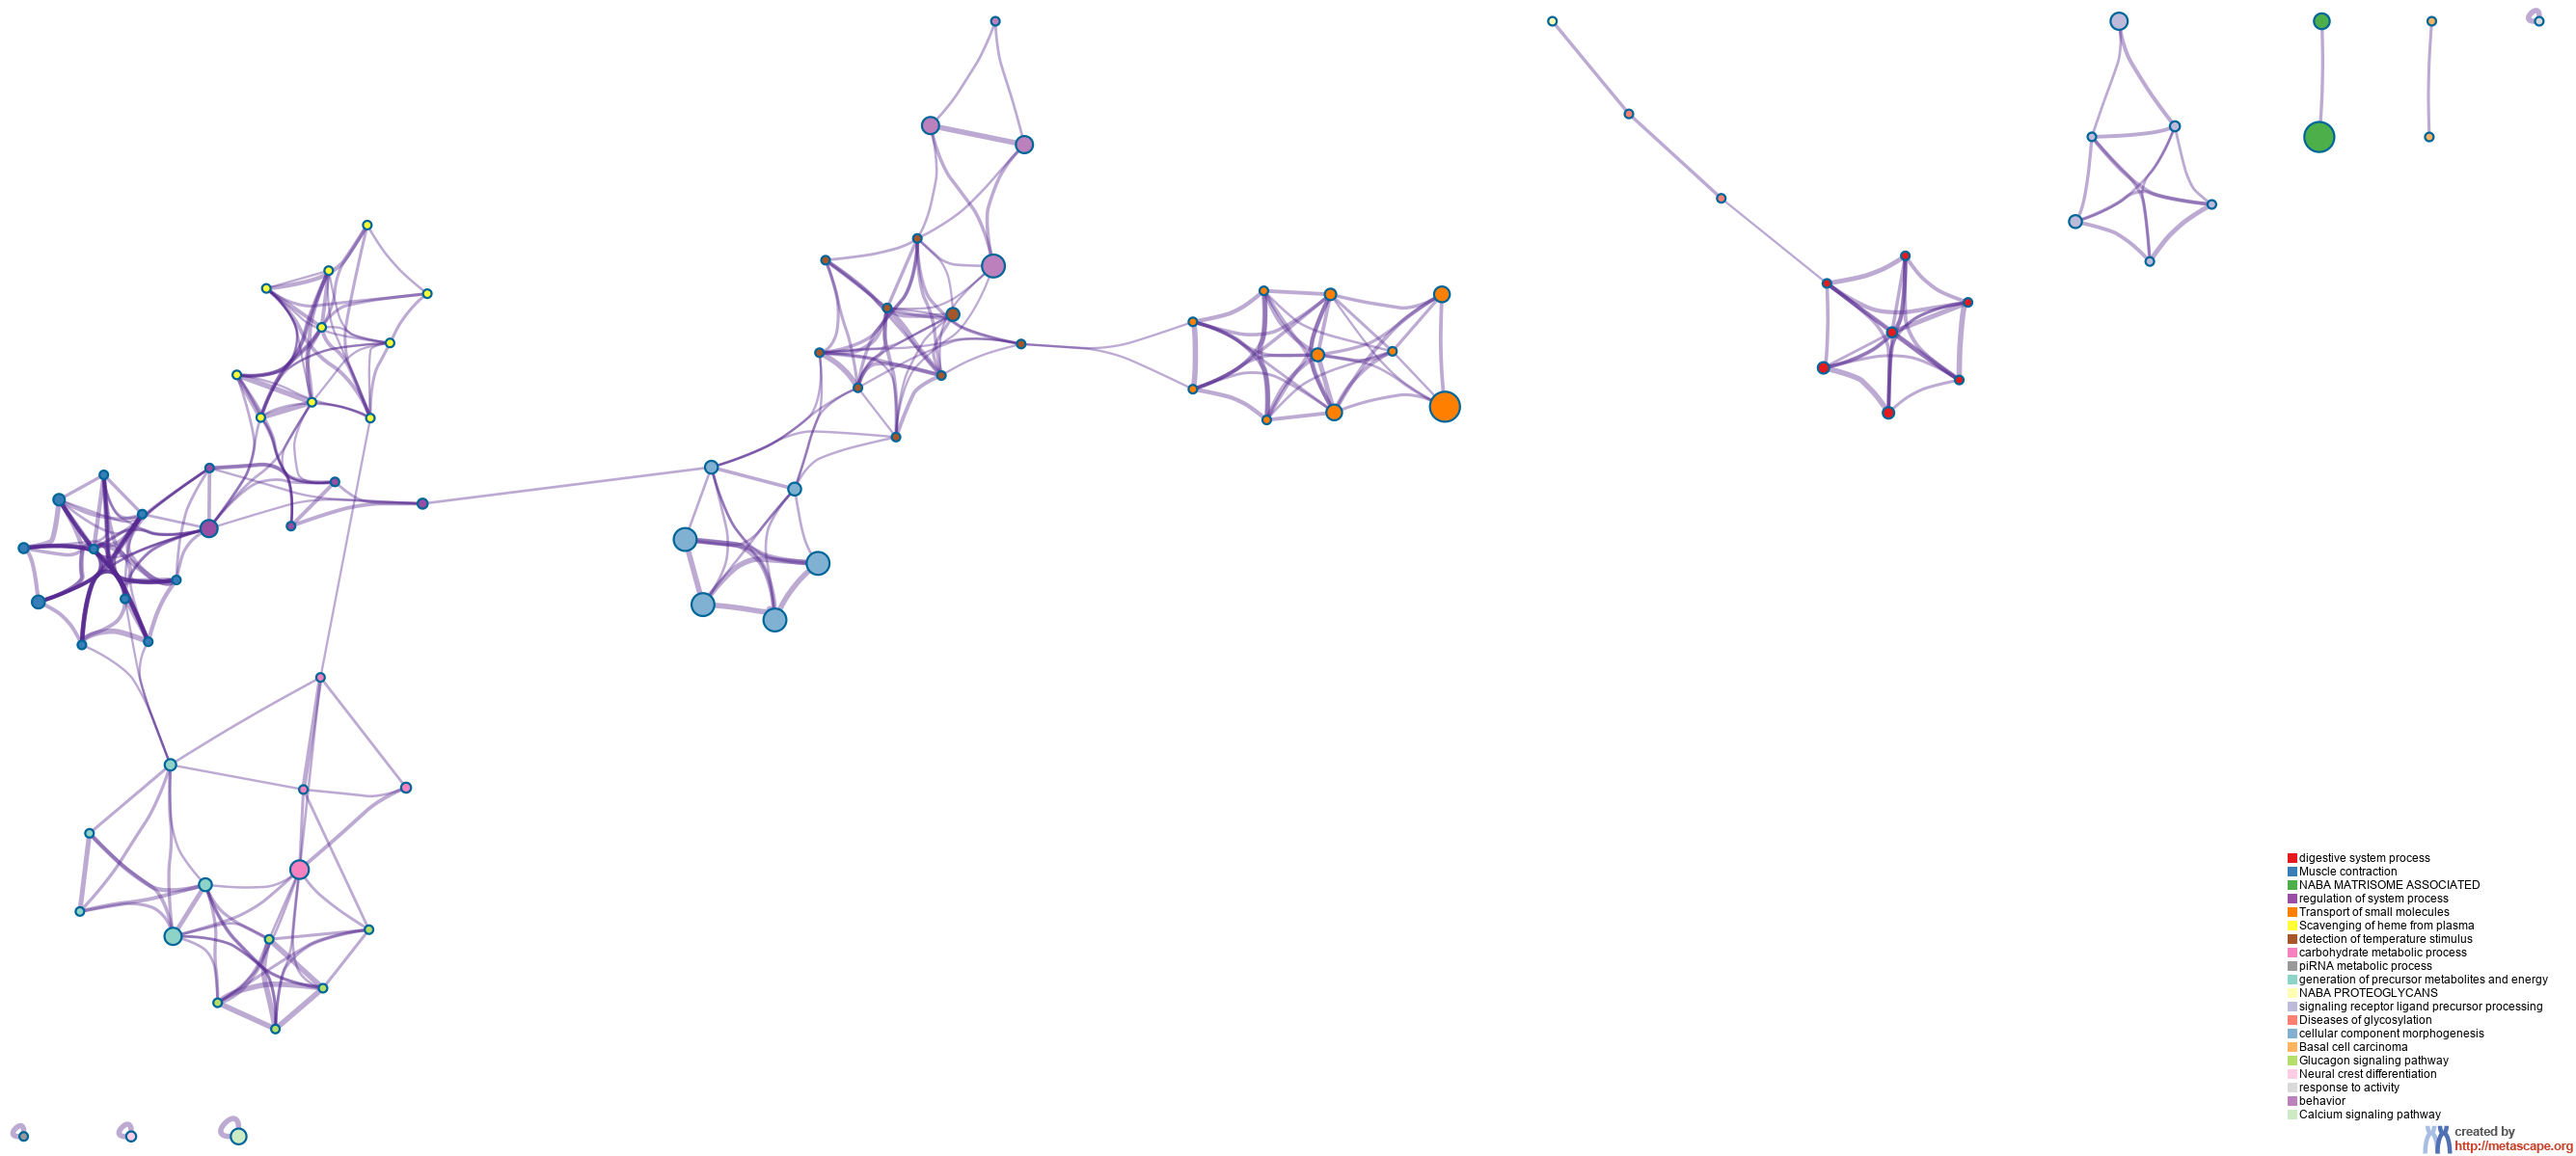 digestive system process
Muscle contraction
NABA MATRISOME ASSOCIATED
regulation of system process
Transport of small molecules
Scavenging of heme from plasma
detection of temperature stimulus
carbohydrate metabolic process
piRNA metabolic process
generation of precursor metabolites and energy
NABA PROTEOGLYCANS
signaling receptor ligand precursor processing
Diseases of glycosylation
cellular component morphogenesis
Basal cell carcinoma
Glucagon signaling pathway
Neural crest differentiation
response to activity
behavior
Calcium signaling pathway
created by
http://metascape.org